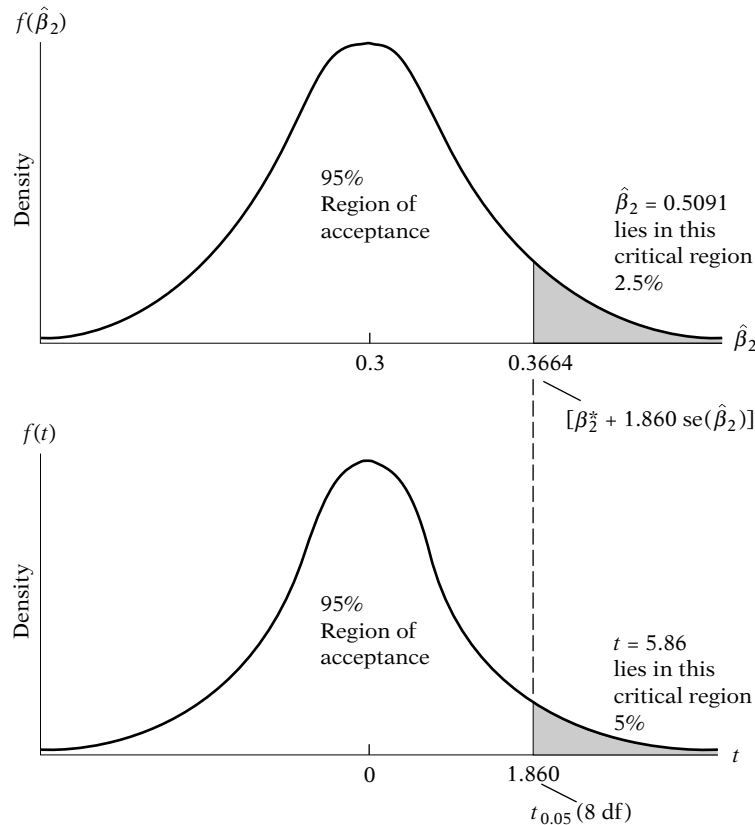 f(β̂₂)
Density
95%
Region of
acceptance
β̂₂ = 0.5091
lies in this
critical region
2.5%
β̂₂
0.3
0.3664
[β₂* + 1.860 se(β̂₂)]
f(t)
Density
95%
Region of
acceptance
t = 5.86
lies in this
critical region
5%
t
0
1.860
t₀.₀₅ (8 df)